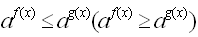 a^{f(x)} ≤ a^{g(x)} (a^{f(x)} ≥ a^{g(x)})